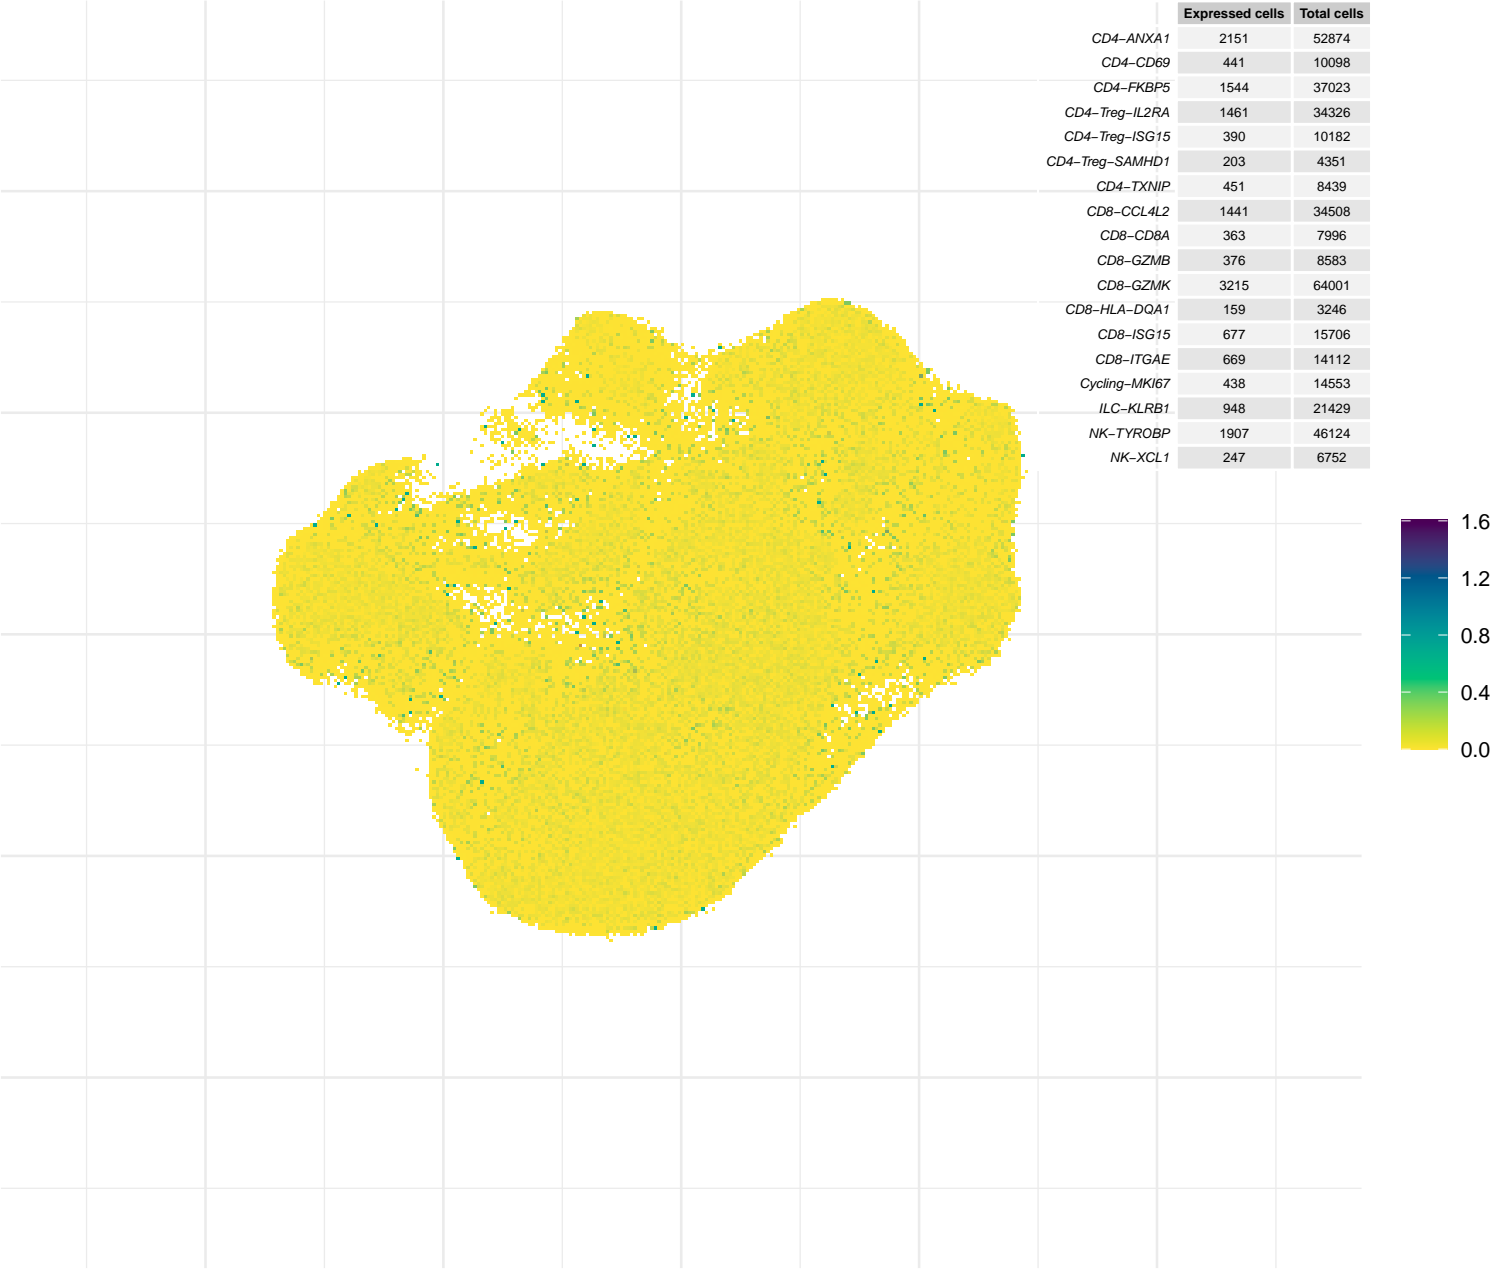 Expressed cells Total cells
CD4−ANXA1 2151 52874
CD4−CD69 441 10098
CD4−FKBP5 1544 37023
CD4−Treg−IL2RA 1461 34326
CD4−Treg−ISG15 390 10182
CD4−Treg−SAMHD1 203 4351
CD4−TXNIP 451 8439
CD8−CCL4L2 1441 34508
CD8−CD8A 363 7996
CD8−GZMB 376 8583
CD8−GZMK 3215 64001
CD8−HLA−DQA1 159 3246
CD8−ISG15 677 15706
CD8−ITGAE 669 14112
Cycling−MKI67 438 14553
ILC−KLRB1 948 21429
NK−TYROBP 1907 46124
NK−XCL1 247 6752
1.6
1.2
0.8
0.4
0.0